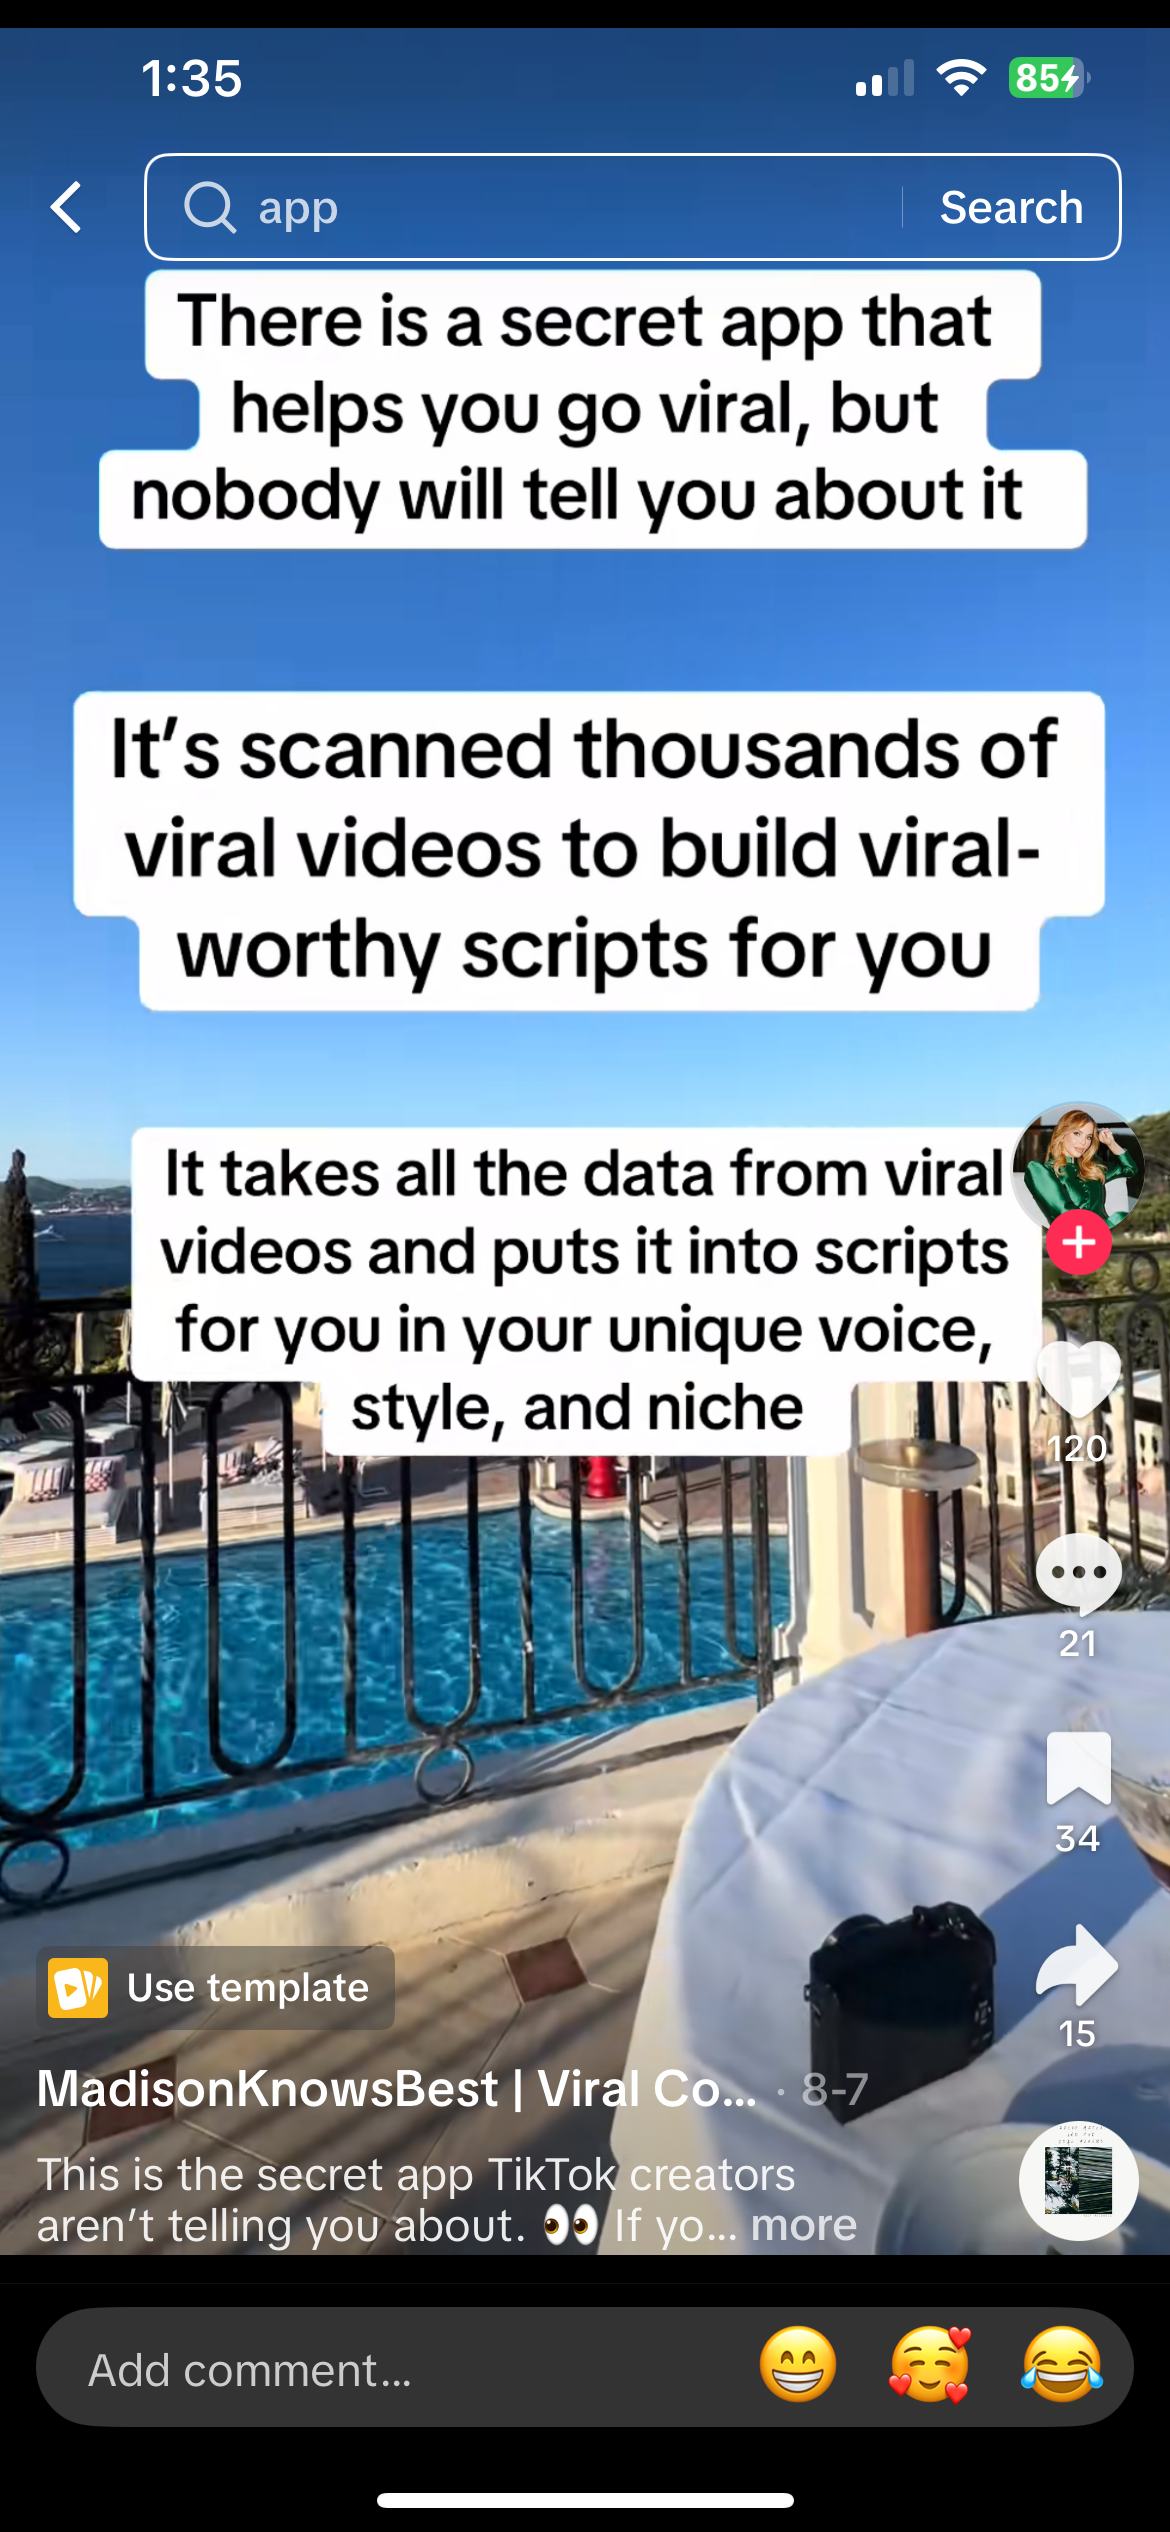 1:35
85
app
Search
There is a secret app that
helps you go viral, but
nobody will tell you about it
It's scanned thousands of
viral videos to build viral-
worthy scripts for you
It takes all the data from viral
videos and puts it into scripts
for you in your unique voice,
style, and niche
120
21
34
15
Use template
MadisonKnowsBest | Viral Co... · 8-7
This is the secret app TikTok creators
aren't telling you about. 👀 If yo... more
Add comment...